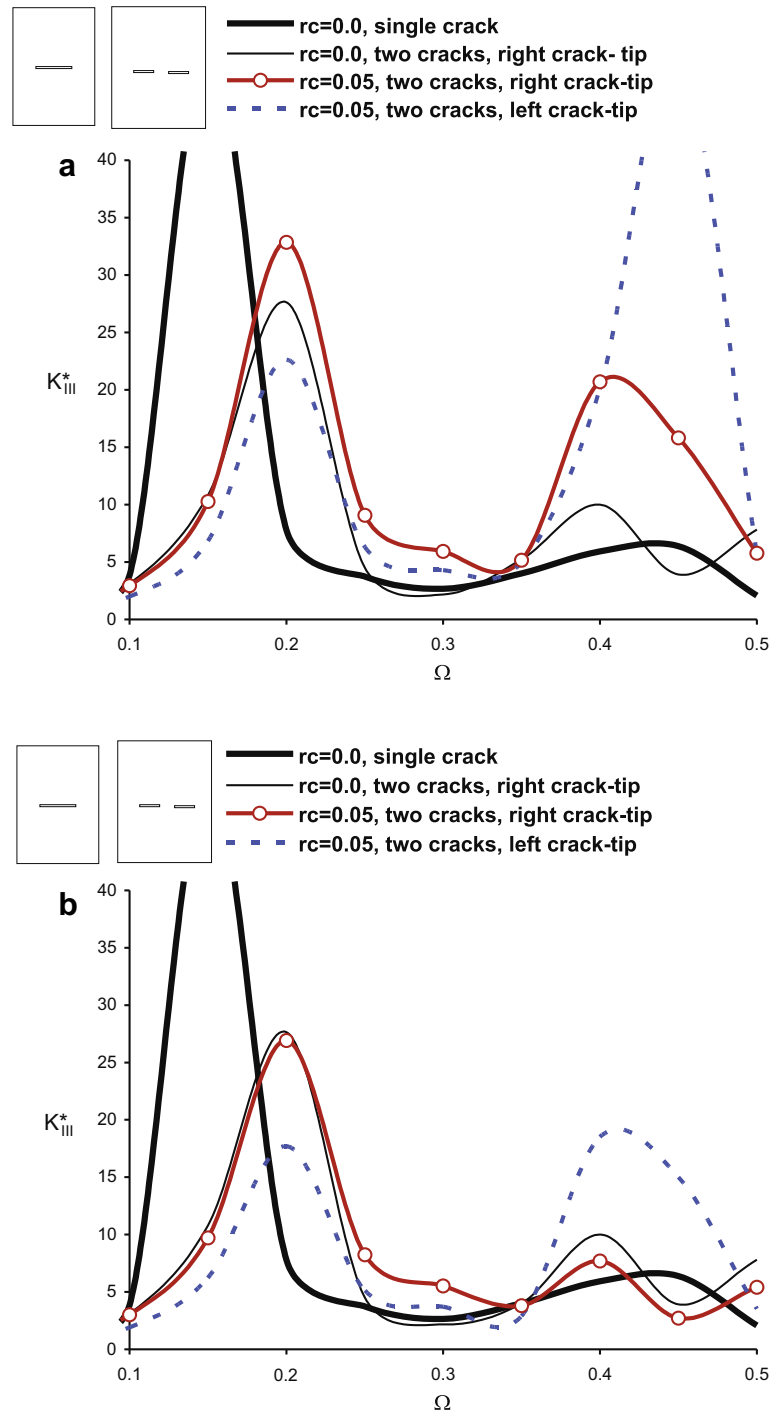 rc=0.0, single crack
rc=0.0, two cracks, right crack- tip
rc=0.05, two cracks, right crack-tip
rc=0.05, two cracks, left crack-tip
a
40
35
30
25
20
15
10
5
0
K*III
0.1 0.2 0.3 0.4 0.5
Ω
rc=0.0, single crack
rc=0.0, two cracks, right crack-tip
rc=0.05, two cracks, right crack-tip
rc=0.05, two cracks, left crack-tip
b
40
35
30
25
20
15
10
5
0
K*III
0.1 0.2 0.3 0.4 0.5
Ω